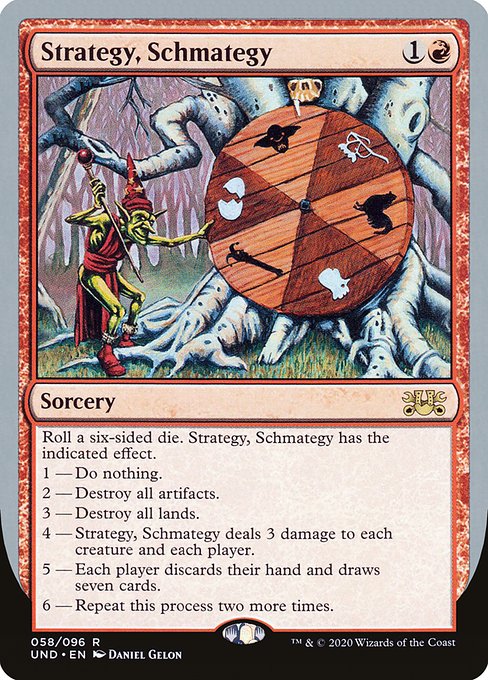 Strategy, Schmategy 1
Sorcery
Roll a six-sided die. Strategy, Schmategy has the
indicated effect.
1 — Do nothing.
2 — Destroy all artifacts.
3 — Destroy all lands.
4 — Strategy, Schmategy deals 3 damage to each
creature and each player.
5 — Each player discards their hand and draws
seven cards.
6 — Repeat this process two more times.
058/096 R
UND • EN Daniel Gelon
™ & © 2020 Wizards of the Coast